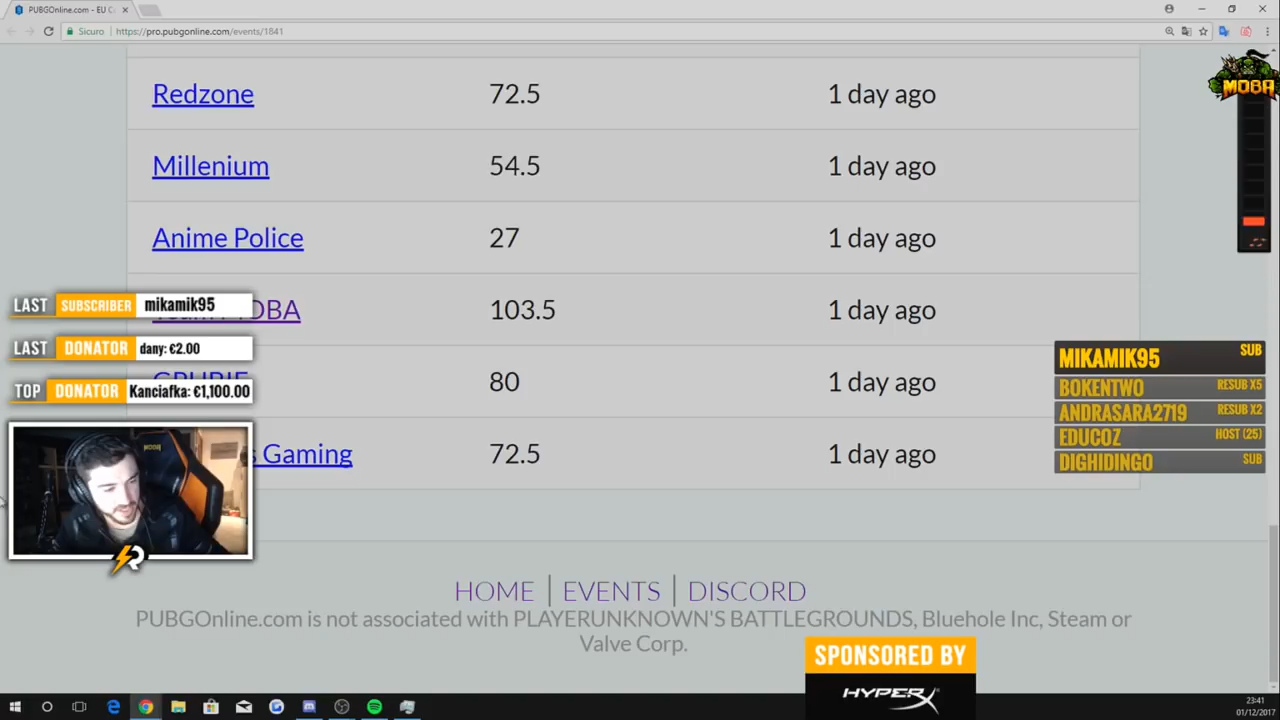 PUBGOnline.com - EU C
Sicuro https://pro.pubgonline.com/events/1841
MOBA
Redzone 72.5 1 day ago
Millenium 54.5 1 day ago
Anime Police 27 1 day ago
LAST SUBSCRIBER mikamik95
103.5 1 day ago
LAST DONATOR dany: €2.00
80 1 day ago
TOP DONATOR Kanciafka: €1,100.00
Gaming 72.5 1 day ago
MOBA
MIKAMIK95 SUB
BOKENTWO RESUB X5
ANDRASARA2719 RESUB X2
EDUCOZ HOST (25)
DIGHIDINGO SUB
HOME | EVENTS | DISCORD
PUBGOnline.com is not associated with PLAYERUNKNOWN'S BATTLEGROUNDS, Bluehole Inc, Steam or
Valve Corp.
SPONSORED BY
HYPERX
23:41
01/12/2017